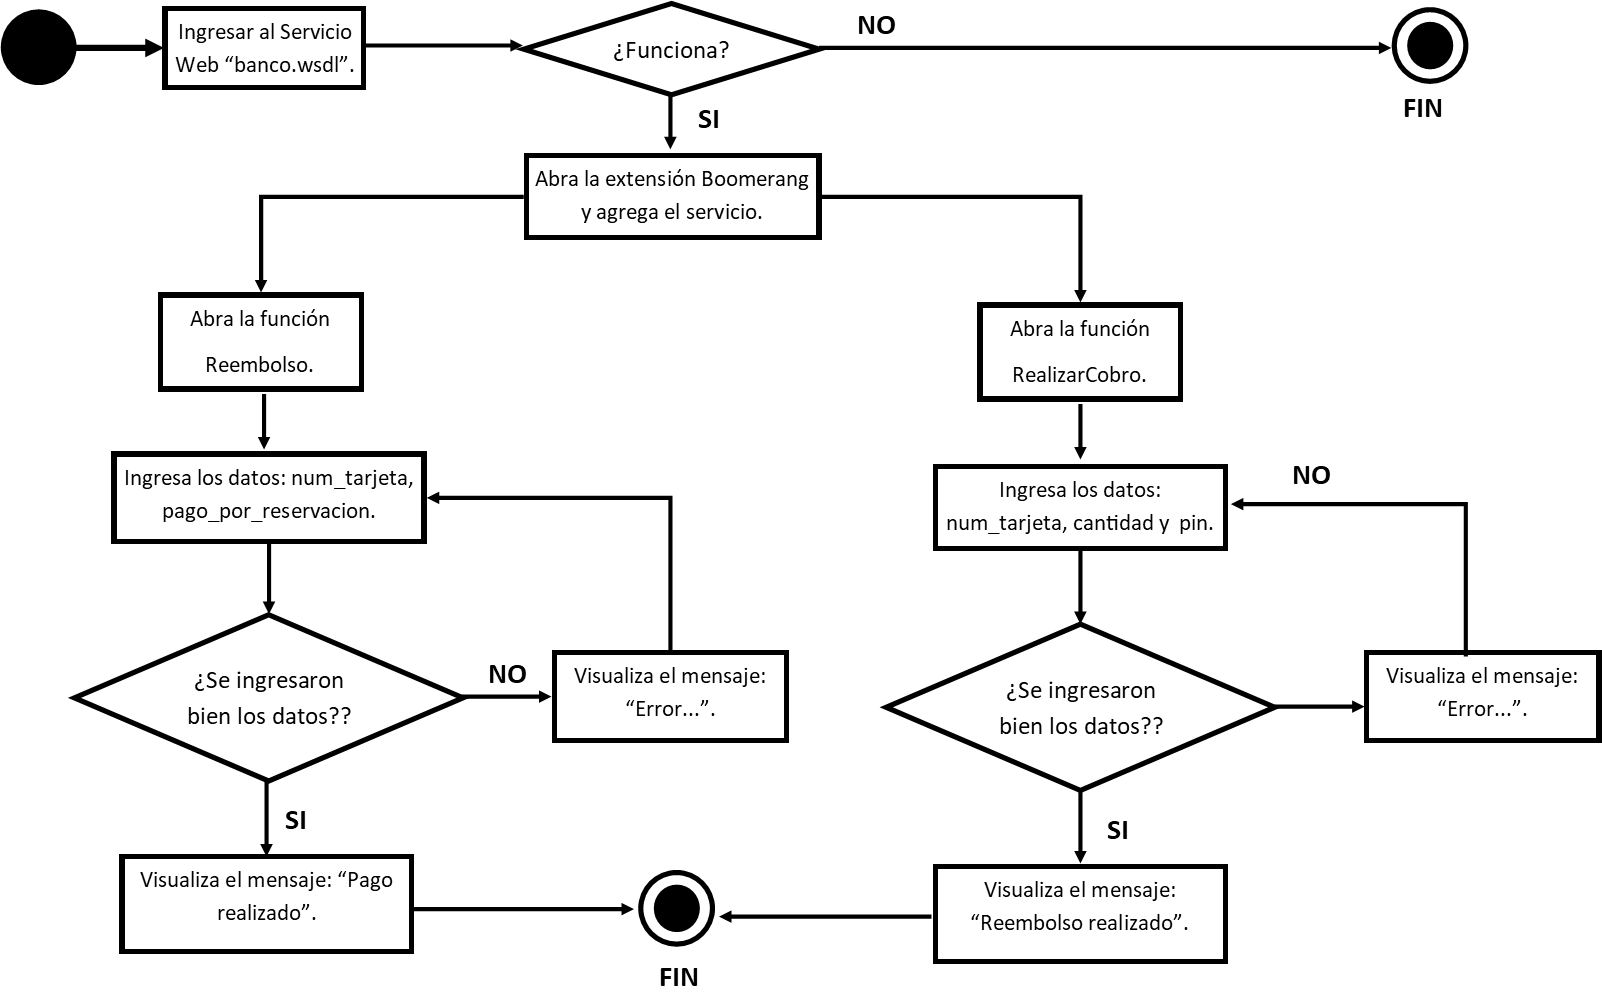 Ingresar al Servicio
Web “banco.wsdl”.
¿Funciona?
NO
FIN
SI
Abra la extensión Boomerang
y agrega el servicio.
Abra la función
Reembolso.
Abra la función
RealizarCobro.
Ingresa los datos: num_tarjeta,
pago_por_reservacion.
Ingresa los datos:
num_tarjeta, cantidad y  pin.
NO
¿Se ingresaron
bien los datos??
NO
Visualiza el mensaje:
“Error...”.
¿Se ingresaron
bien los datos??
Visualiza el mensaje:
“Error...”.
SI
SI
Visualiza el mensaje: “Pago
realizado”.
Visualiza el mensaje:
“Reembolso realizado”.
FIN